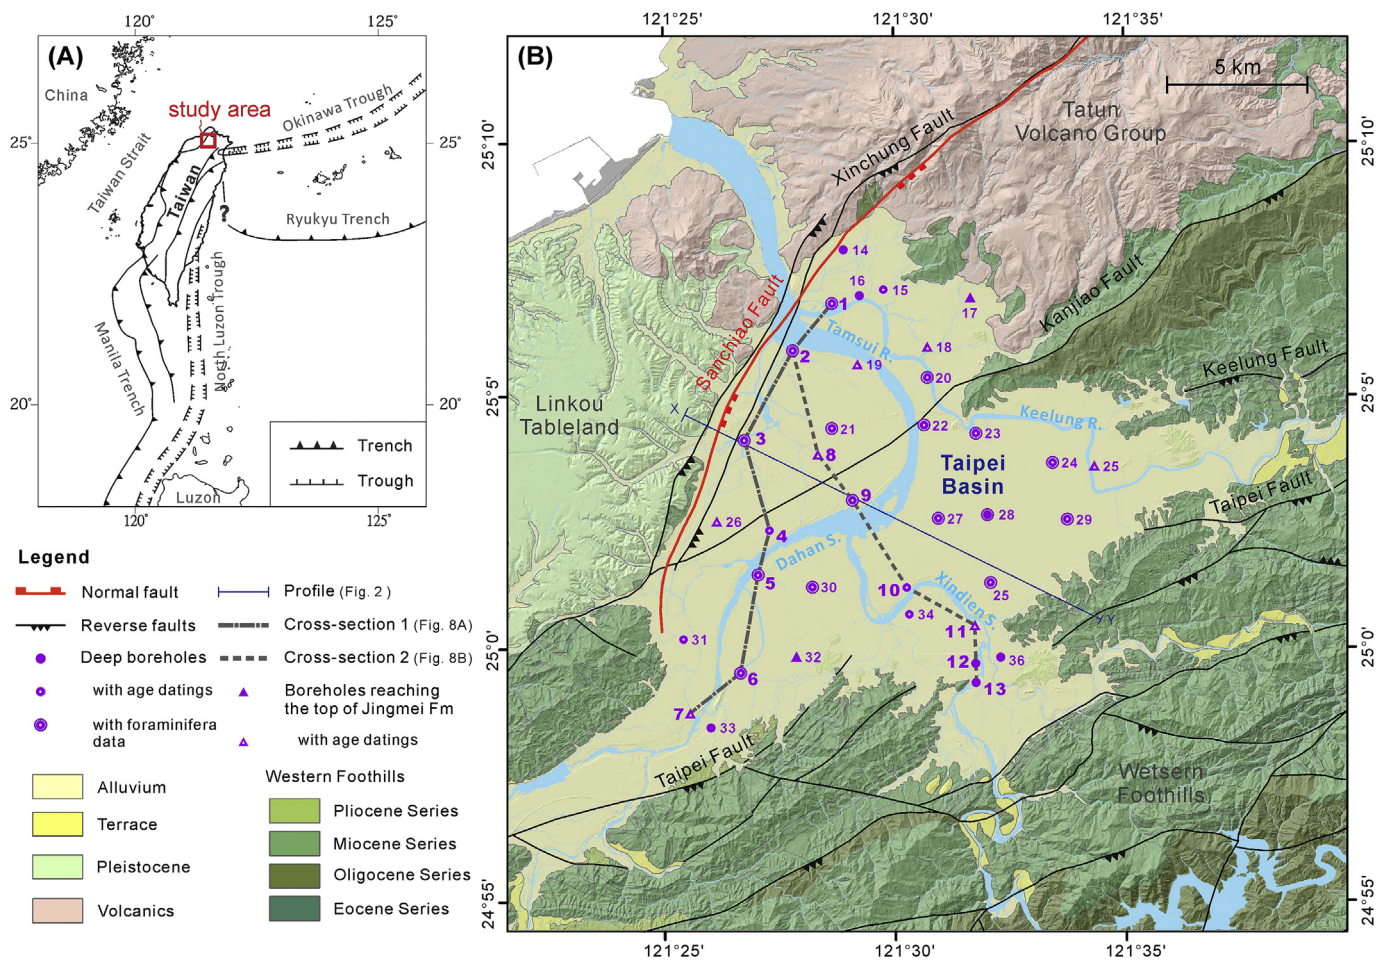 120°
125°
(A)
China
study area
Okinawa Trough
25°
25°
Taiwan Strait
Taiwan
?
Ryukyu Trench
North Luzon Trough
Manila Trench
20°
20°
Trench
Trough
Luzon
120°
125°
Legend
Normal fault
Reverse faults
Deep boreholes
with age datings
with foraminifera
data
Profile (Fig. 2 )
Cross-section 1 (Fig. 8A)
Cross-section 2 (Fig. 8B)
Boreholes reaching
the top of Jingmei Fm
with age datings
Alluvium
Terrace
Pleistocene
Volcanics
Western Foothills
Pliocene Series
Miocene Series
Oligocene Series
Eocene Series
121°25'
121°30'
121°35'
(B)
5 km
Tatun
Volcano Group
25°10'
25°10'
Xinchung Fault
14
16
15
1
17
Kanjiao Fault
Sanchiao Fault
Tamsui R.
2
18
19
20
Keelung Fault
25°5'
25°5'
Linkou
Tableland
X
3
21
22
23
Keelung R.
8
24
25
Taipei
Basin
9
26
27
28
29
Taipei Fault
4
Dahan S.
5
30
10
Xindien S.
25
34
11
Y
25°0'
25°0'
31
32
12
36
6
13
7
33
Taipei Fault
Wetsern
Foothills
24°55'
24°55'
121°25'
121°30'
121°35'